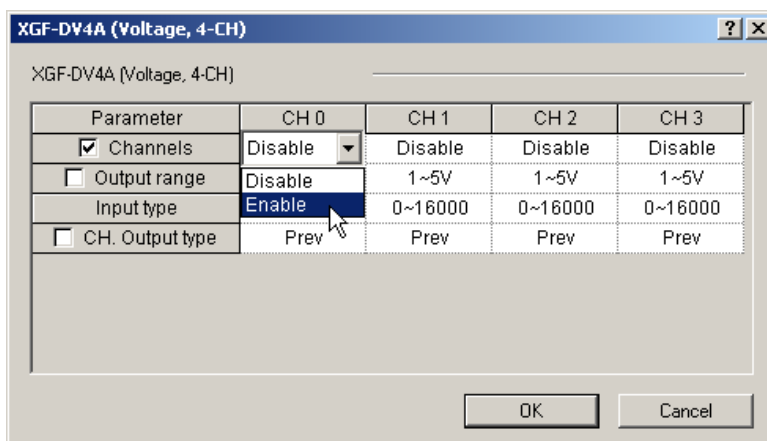 XGF-DV4A (Voltage, 4-CH)
? ×
XGF-DV4A (Voltage, 4-CH)
Parameter CH 0 CH 1 CH 2 CH 3
Channels Disable Disable Disable Disable
Output range Disable 1~5V 1~5V 1~5V
Input type Enable 0~16000 0~16000 0~16000
CH. Output type Prev Prev Prev Prev
OK Cancel